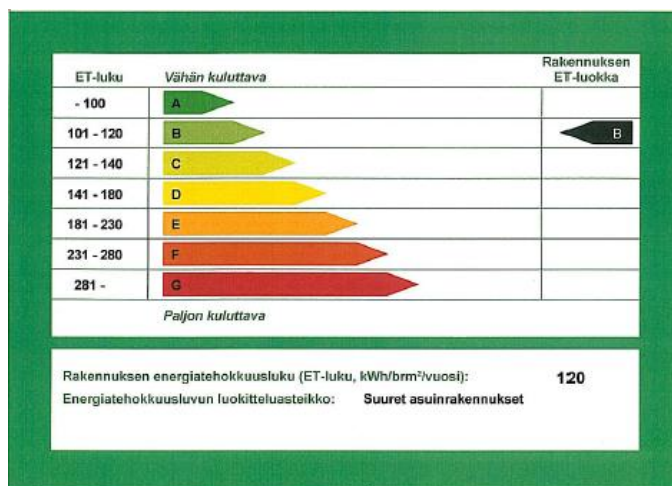 ET-luku Vähän kuluttava Rakennuksen ET-luokka
- 100 A
101 - 120 B B
121 - 140 C
141 - 180 D
181 - 230 E
231 - 280 F
281 - G
Paljon kuluttava
Rakennuksen energiatehokkuusluku (ET-luku, kWh/brm²/vuosi): 120
Energiatehokkuusluvun luokitteluasteikko: Suuret asuinrakennukset